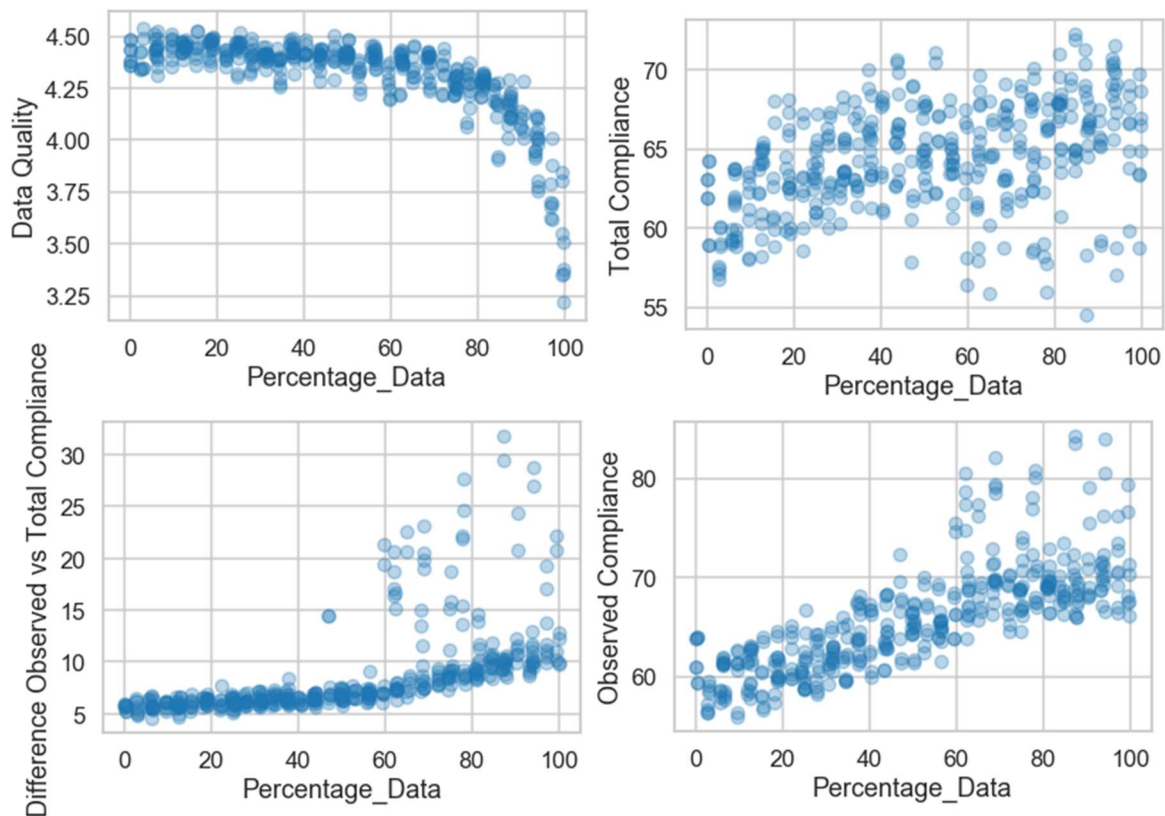 Data Quality
4.50
4.25
4.00
3.75
3.50
3.25
0 20 40 60 80 100
Percentage_Data
Total Compliance
70
65
60
55
0 20 40 60 80 100
Percentage_Data
Difference Observed vs Total Compliance
30
25
20
15
10
5
0 20 40 60 80 100
Percentage_Data
Observed Compliance
80
70
60
0 20 40 60 80 100
Percentage_Data